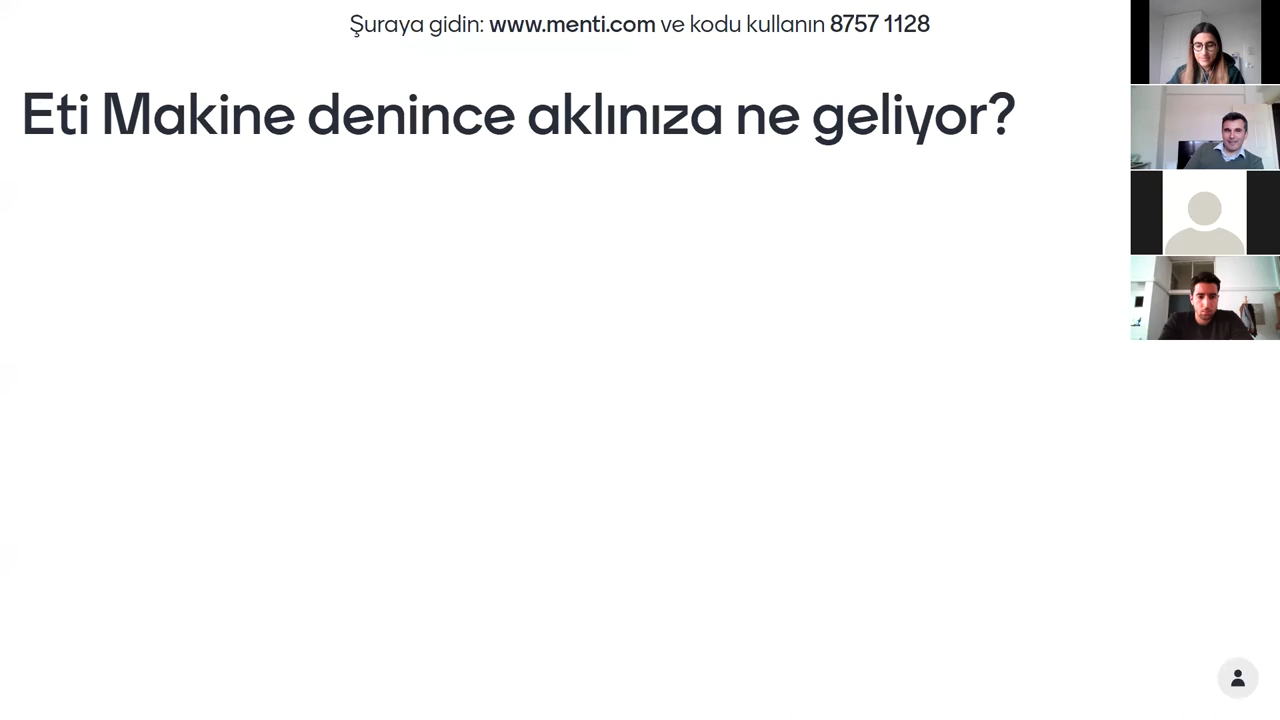 Şuraya gidin: www.menti.com ve kodu kullanın 8757 1128
Eti Makine denince aklınıza ne geliyor?